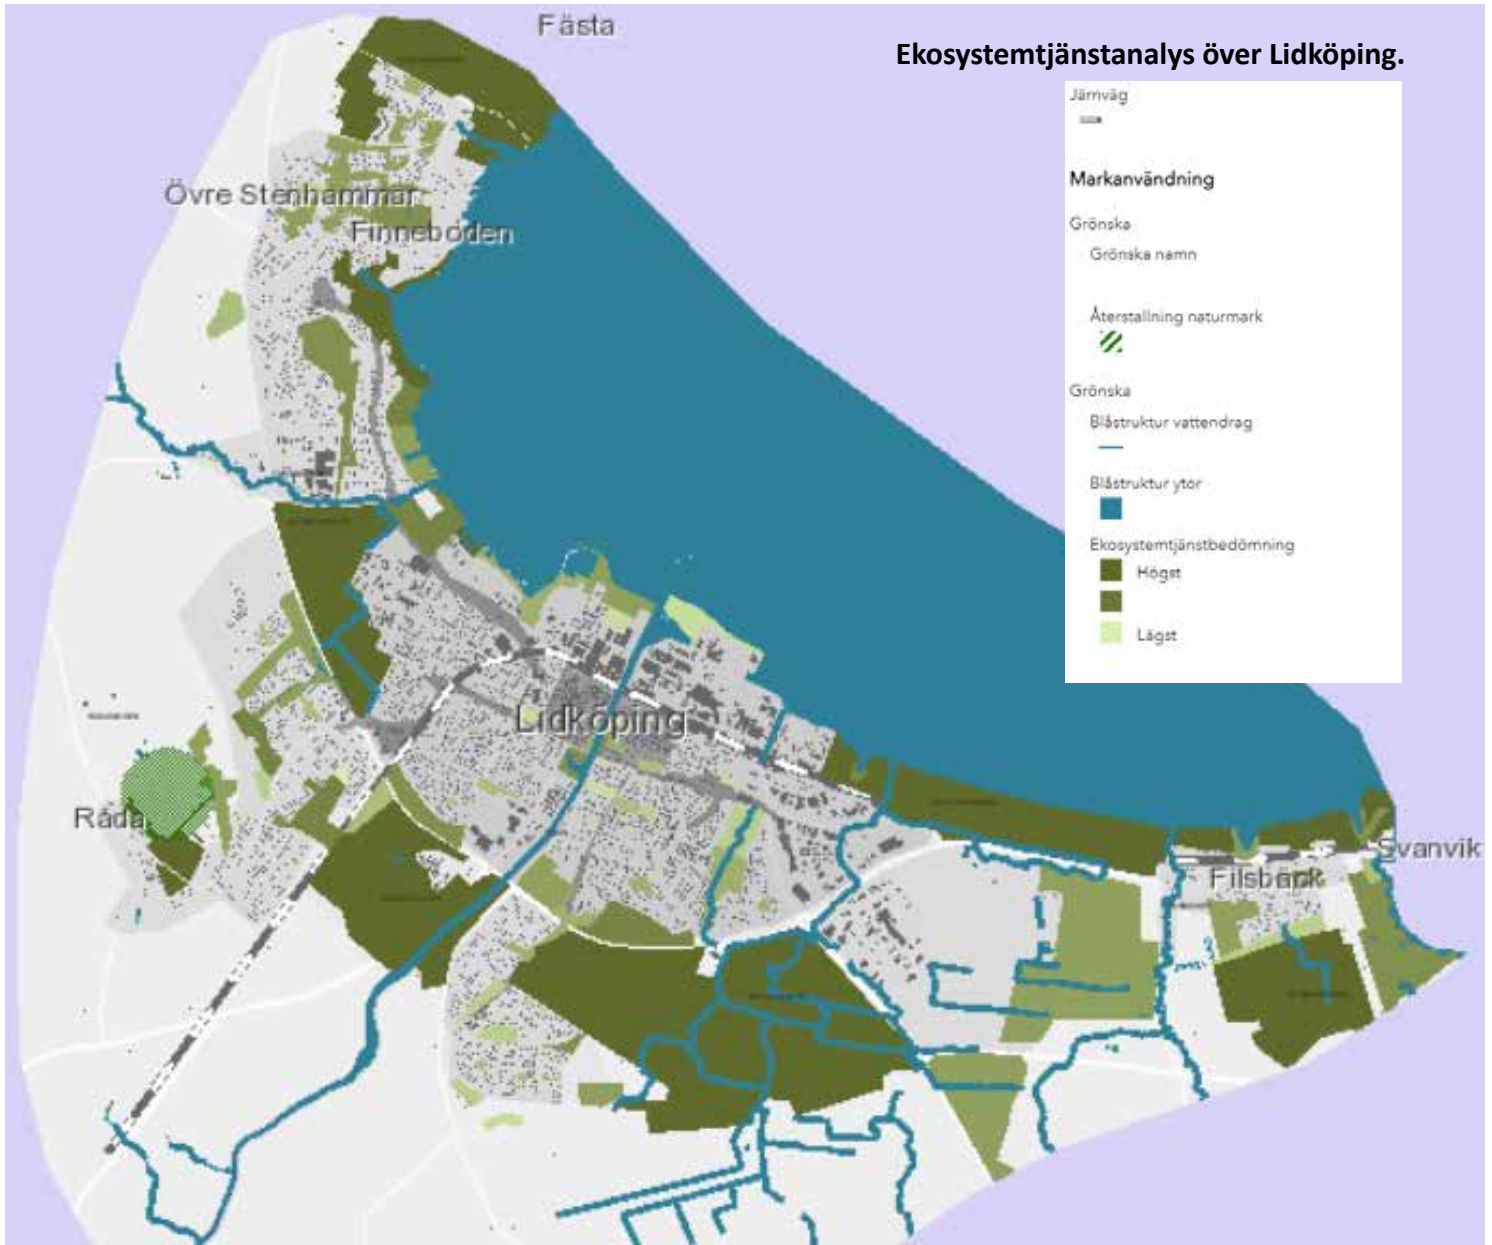 Fästa
Ekosystemtjänstanalys över Lidköping.
Järnväg
Markanvändning
Grönska
Grönska namn
Återstallning naturmark
Grönska
Blåstruktur vattendrag
Blåstruktur ytor
Ekosystemtjänstbedömning
Högst
Lägst
Övre Stenhammar
Finneboden
Lidköping
Råda
Svanvik
Filsbäck